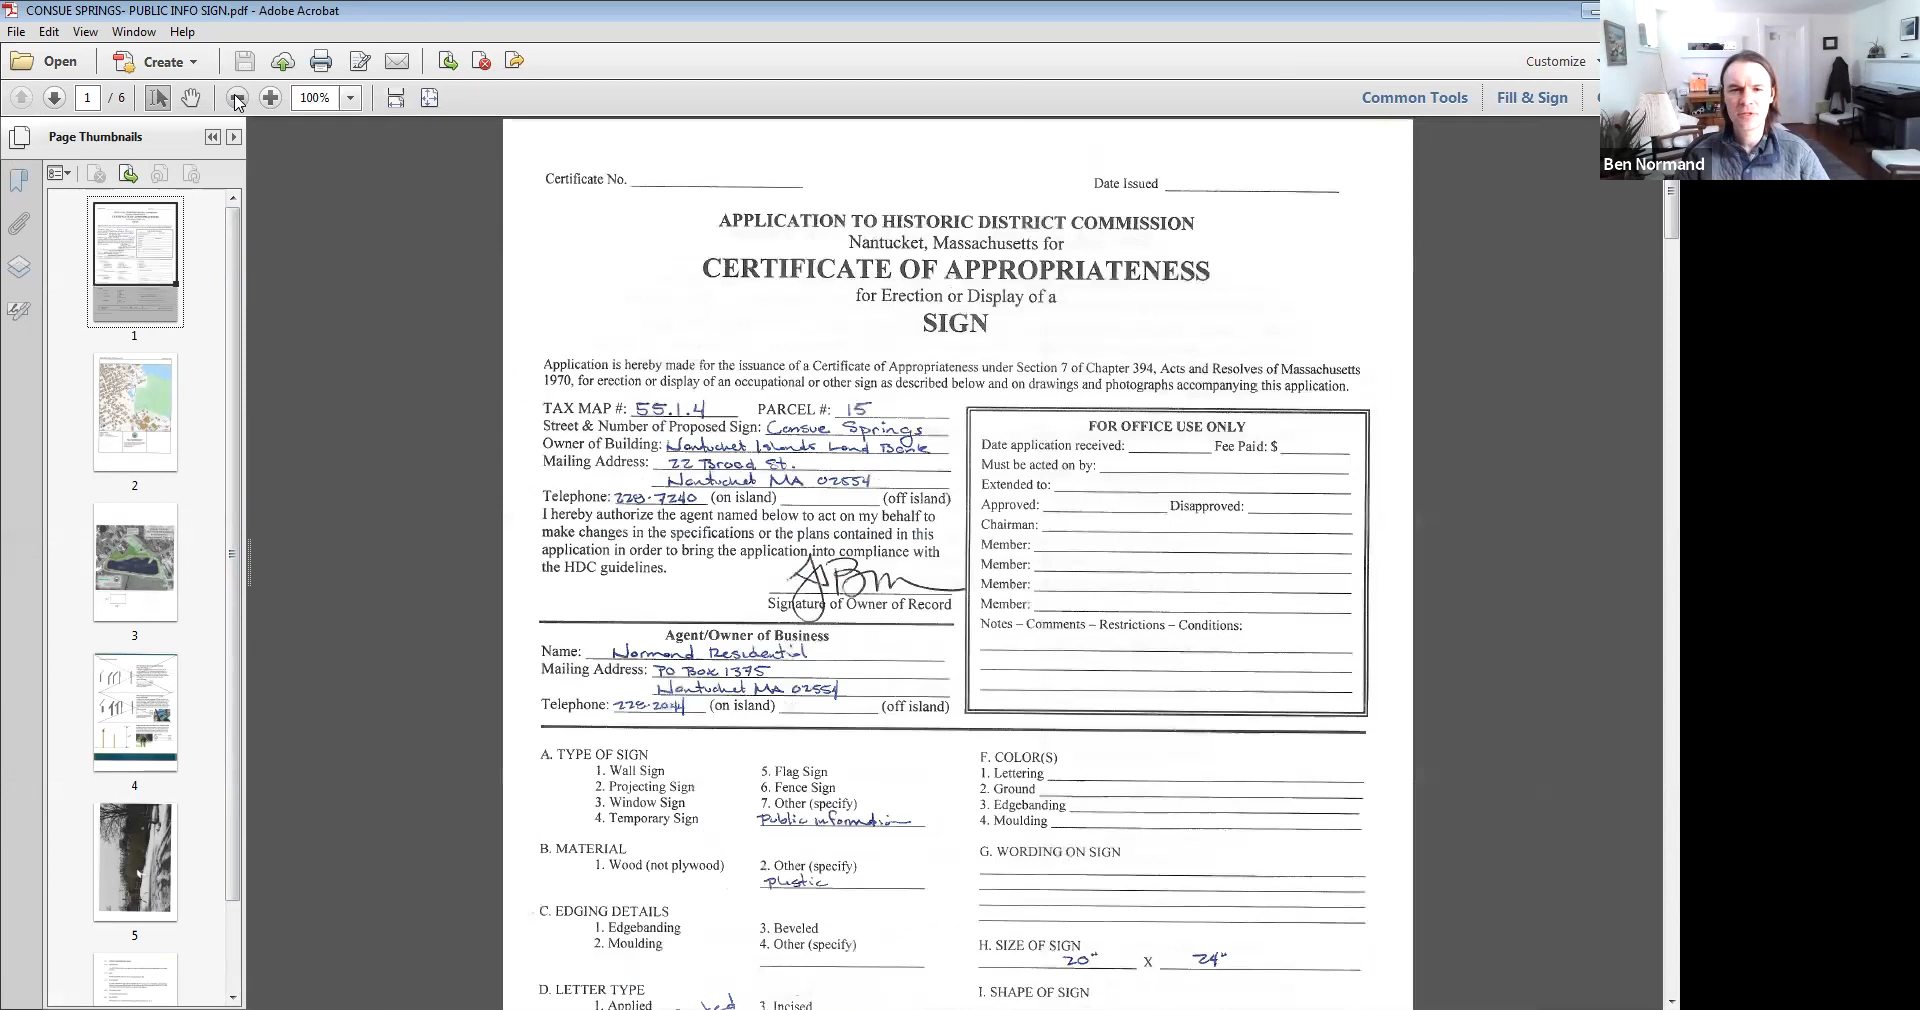 CONSUE SPRINGS- PUBLIC INFO SIGN.pdf - Adobe Acrobat
File Edit View Window Help
Open Create Customize
1 / 6 100% Common Tools Fill & Sign
Ben Normand
Page Thumbnails
1
2
3
4
5
Certificate No. Date Issued
APPLICATION TO HISTORIC DISTRICT COMMISSION
Nantucket, Massachusetts for
CERTIFICATE OF APPROPRIATENESS
for Erection or Display of a
SIGN
Application is hereby made for the issuance of a Certificate of Appropriateness under Section 7 of Chapter 394, Acts and Resolves of Massachusetts
1970, for erection or display of an occupational or other sign as described below and on drawings and photographs accompanying this application.
TAX MAP #: 55.1.4 PARCEL #: 15
Street & Number of Proposed Sign: Consue Springs
Owner of Building: Nantucket Islands Land Bank
Mailing Address: 22 Broad St.
Nantucket MA 02554
Telephone: 228-7240 (on island) (off island)
I hereby authorize the agent named below to act on my behalf to
make changes in the specifications or the plans contained in this
application in order to bring the application into compliance with
the HDC guidelines.
Signature of Owner of Record
Agent/Owner of Business
Name: Normand Residential
Mailing Address: PO Box 1375
Nantucket MA 02554
Telephone: 228-2044 (on island) (off island)
FOR OFFICE USE ONLY
Date application received: Fee Paid: $
Must be acted on by:
Extended to:
Approved: Disapproved:
Chairman:
Member:
Member:
Member:
Member:
Notes – Comments – Restrictions – Conditions:
A. TYPE OF SIGN
1. Wall Sign 5. Flag Sign
2. Projecting Sign 6. Fence Sign
3. Window Sign 7. Other (specify)
4. Temporary Sign Public information
B. MATERIAL
1. Wood (not plywood) 2. Other (specify)
plastic
C. EDGING DETAILS
1. Edgebanding 3. Beveled
2. Moulding 4. Other (specify)
D. LETTER TYPE
1. Applied 3. Incised
F. COLOR(S)
1. Lettering
2. Ground
3. Edgebanding
4. Moulding
G. WORDING ON SIGN
H. SIZE OF SIGN
20" X 24"
I. SHAPE OF SIGN